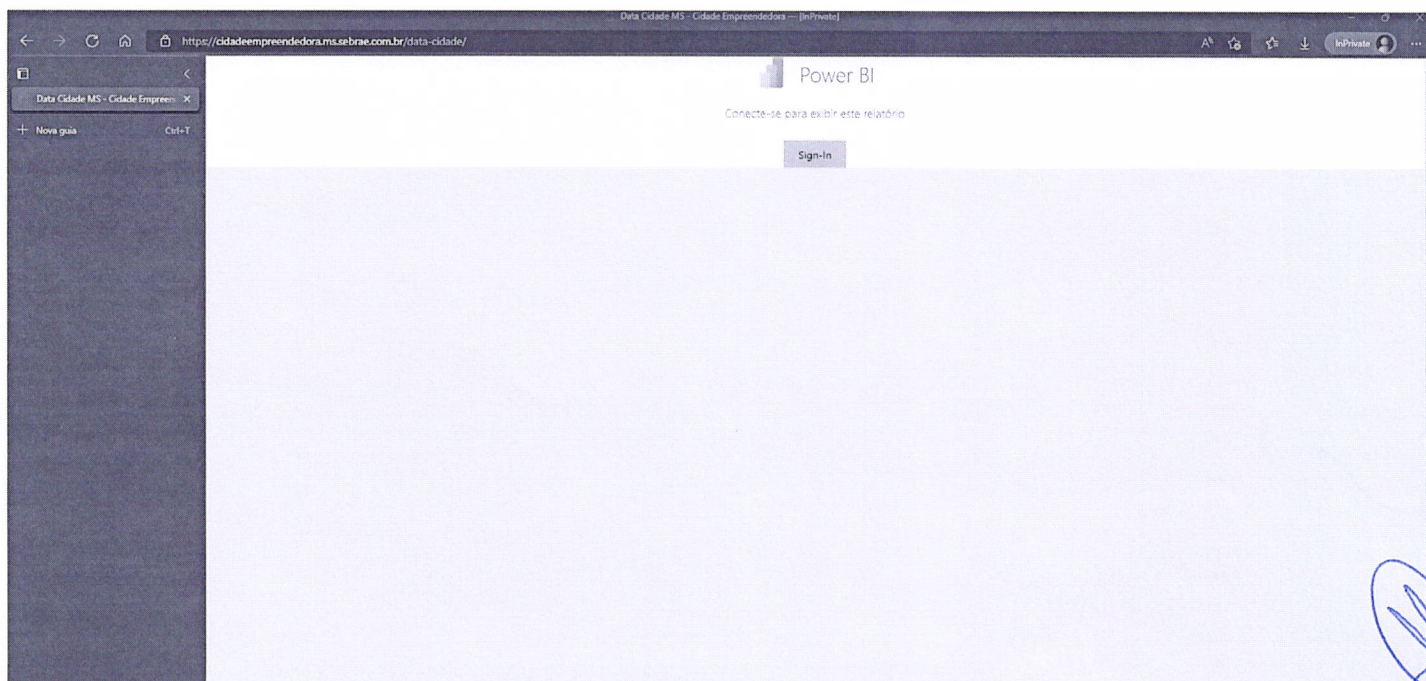 Data Cidade MS - Cidade Empreendedora — [InPrivate]
https://cidadeempreendedora.ms.sebrae.com.br/data-cidade/
InPrivate
Data Cidade MS - Cidade Empreen
Nova guia Ctrl+T
Power BI
Conecte-se para exibir este relatório
Sign-In